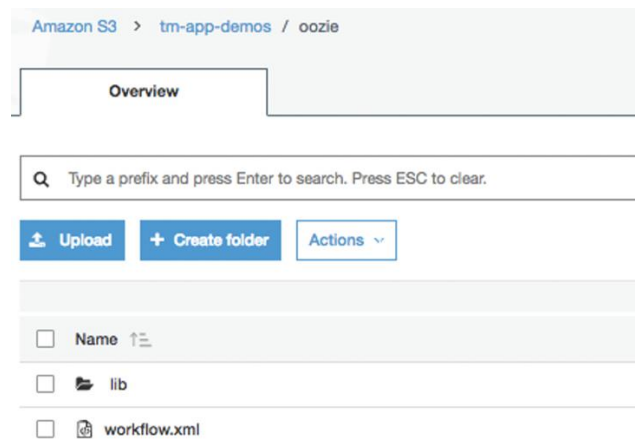 Amazon S3 > tm-app-demos / oozie
Overview
Type a prefix and press Enter to search. Press ESC to clear.
Upload + Create folder Actions
Name
lib
workflow.xml